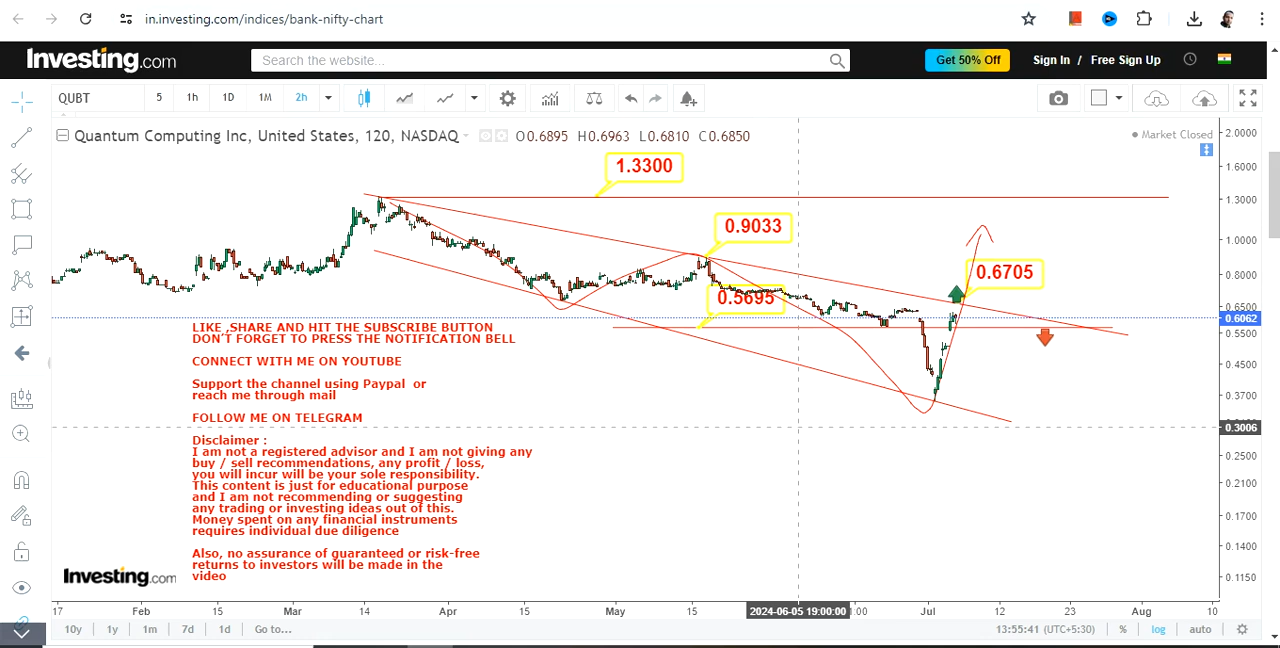 in.investing.com/indices/bank-nifty-chart
Investing.com
Search the website...
Get 50% Off
Sign In / Free Sign Up
QUBT 5 1h 1D 1M 2h
Quantum Computing Inc, United States, 120, NASDAQ O0.6895 H0.6963 L0.6810 C0.6850
Market Closed
2.0000
1.6000
1.3000
1.0000
0.8000
0.6500
0.6062
0.5500
0.4500
0.3700
0.3006
0.2500
0.2100
0.1700
0.1400
0.1150
1.3300
0.9033
0.6705
0.5695
LIKE ,SHARE AND HIT THE SUBSCRIBE BUTTON
DON'T FORGET TO PRESS THE NOTIFICATION BELL
CONNECT WITH ME ON YOUTUBE
Support the channel using Paypal or
reach me through mail
FOLLOW ME ON TELEGRAM
Disclaimer :
I am not a registered advisor and I am not giving any
buy / sell recommendations, any profit / loss,
you will incur will be your sole responsibility.
This content is just for educational purpose
and I am not recommending or suggesting
any trading or investing ideas out of this.
Money spent on any financial instruments
requires individual due diligence
Also, no assurance of guaranteed or risk-free
returns to investors will be made in the
video
Investing.com
17 Feb 15 Mar 14 Apr 15 May 15 2024-06-05 19:00:00 :00 Jul 12 23 Aug 10
10y 1y 1m 7d 1d Go to... 13:55:41 (UTC+5:30) % log auto